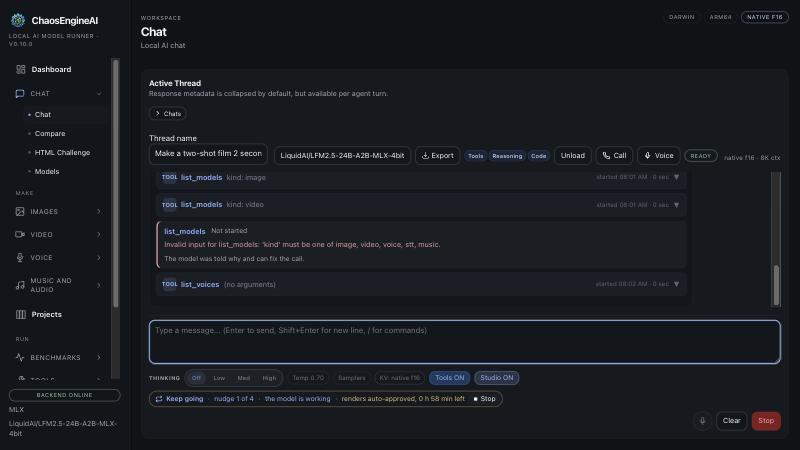 ChaosEngineAI
LOCAL AI MODEL RUNNER ·
V0.10.0
Dashboard
CHAT
Chat
Compare
HTML Challenge
Models
MAKE
IMAGES
VIDEO
VOICE
MUSIC AND
AUDIO
Projects
RUN
BENCHMARKS
BACKEND ONLINE
MLX
LiquidAI/LFM2.5-24B-A2B-MLX-
4bit
WORKSPACE
Chat
Local AI chat
DARWIN ARM64 NATIVE F16
Active Thread
Response metadata is collapsed by default, but available per agent turn.
Chats
Thread name
Make a two-shot film 2 secon LiquidAI/LFM2.5-24B-A2B-MLX-4bit Export Tools Reasoning Code Unload Call Voice READY native f16 · 8K ctx
TOOL list_models kind: image started 08:01 AM · 0 sec ▼
TOOL list_models kind: video started 08:01 AM · 0 sec ▼
list_models Not started
Invalid input for list_models: 'kind' must be one of image, video, voice, stt, music.
The model was told why and can fix the call.
TOOL list_voices (no arguments) started 08:02 AM · 0 sec ▼
Type a message... (Enter to send, Shift+Enter for new line, / for commands)
THINKING Off Low Med High Temp 0.70 Samplers KV: native f16 Tools ON Studio ON
Keep going · nudge 1 of 4 · the model is working · renders auto-approved, 0 h 58 min left · Stop
Clear Stop